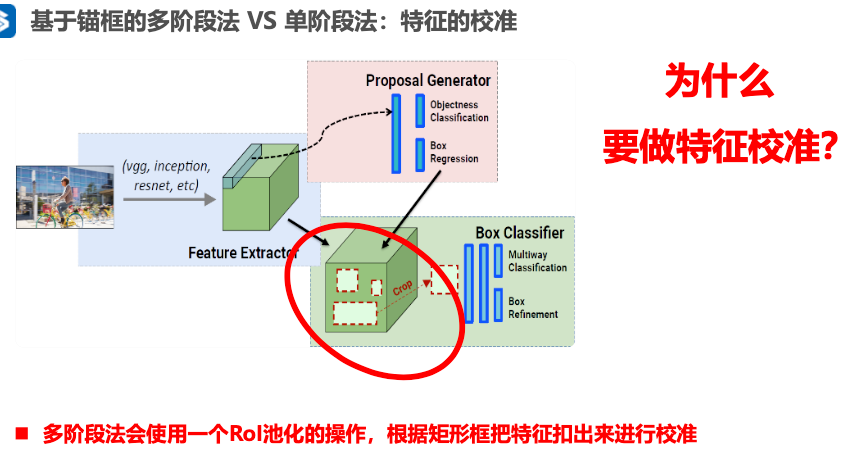 基于锚框的多阶段法 VS 单阶段法：特征的校准
为什么
要做特征校准？
Proposal Generator
Objectness
Classification
Box
Regression
(vgg, inception,
resnet, etc)
Feature Extractor
Box Classifier
Multiway
Classification
Crop
Box
Refinement
多阶段法会使用一个RoI池化的操作，根据矩形框把特征扣出来进行校准